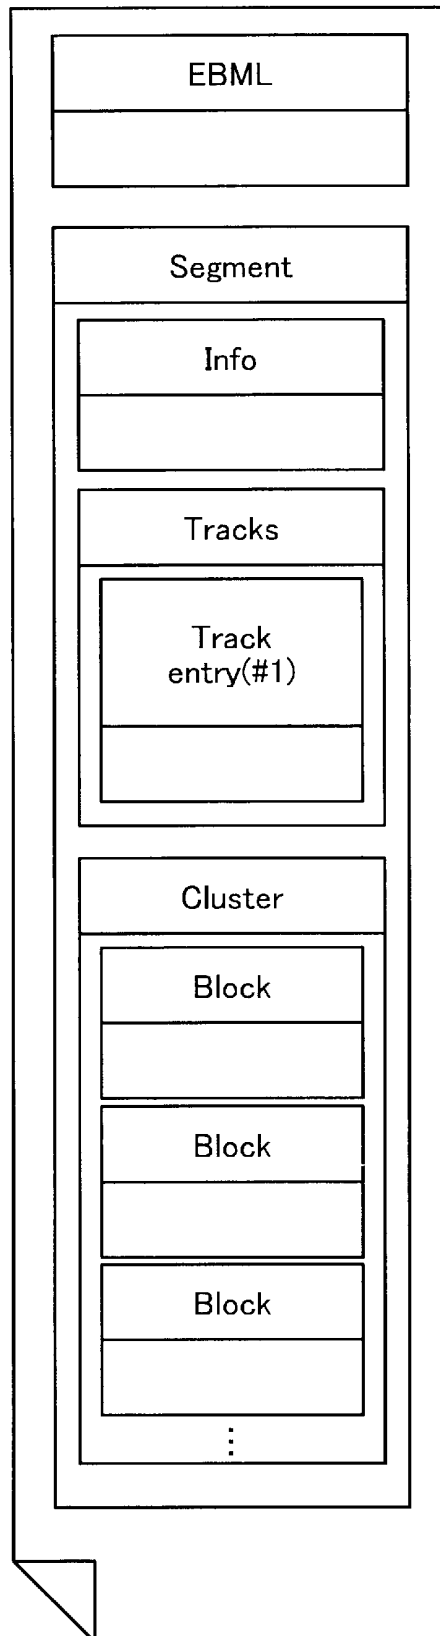 EBML
Segment
Info
Tracks
Track
entry(#1)
Cluster
Block
Block
Block
⋮